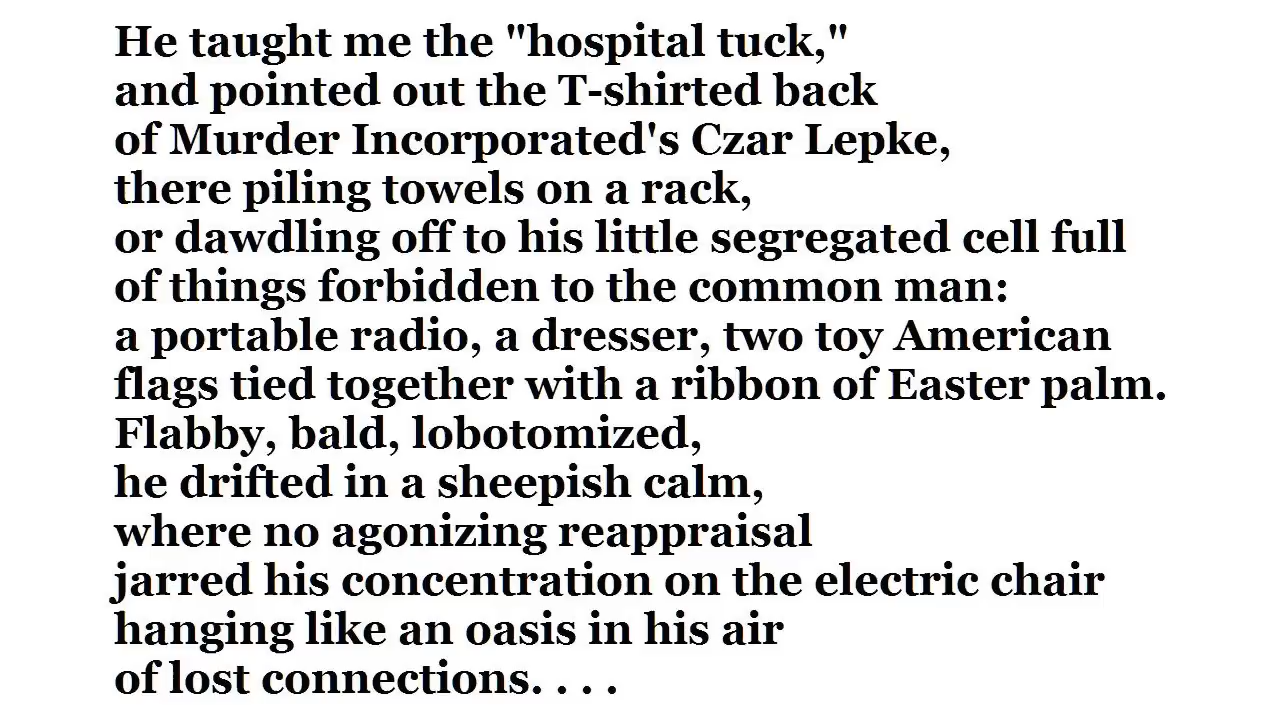 He taught me the "hospital tuck,"
and pointed out the T-shirted back
of Murder Incorporated's Czar Lepke,
there piling towels on a rack,
or dawdling off to his little segregated cell full
of things forbidden to the common man:
a portable radio, a dresser, two toy American
flags tied together with a ribbon of Easter palm.
Flabby, bald, lobotomized,
he drifted in a sheepish calm,
where no agonizing reappraisal
jarred his concentration on the electric chair
hanging like an oasis in his air
of lost connections. . . .